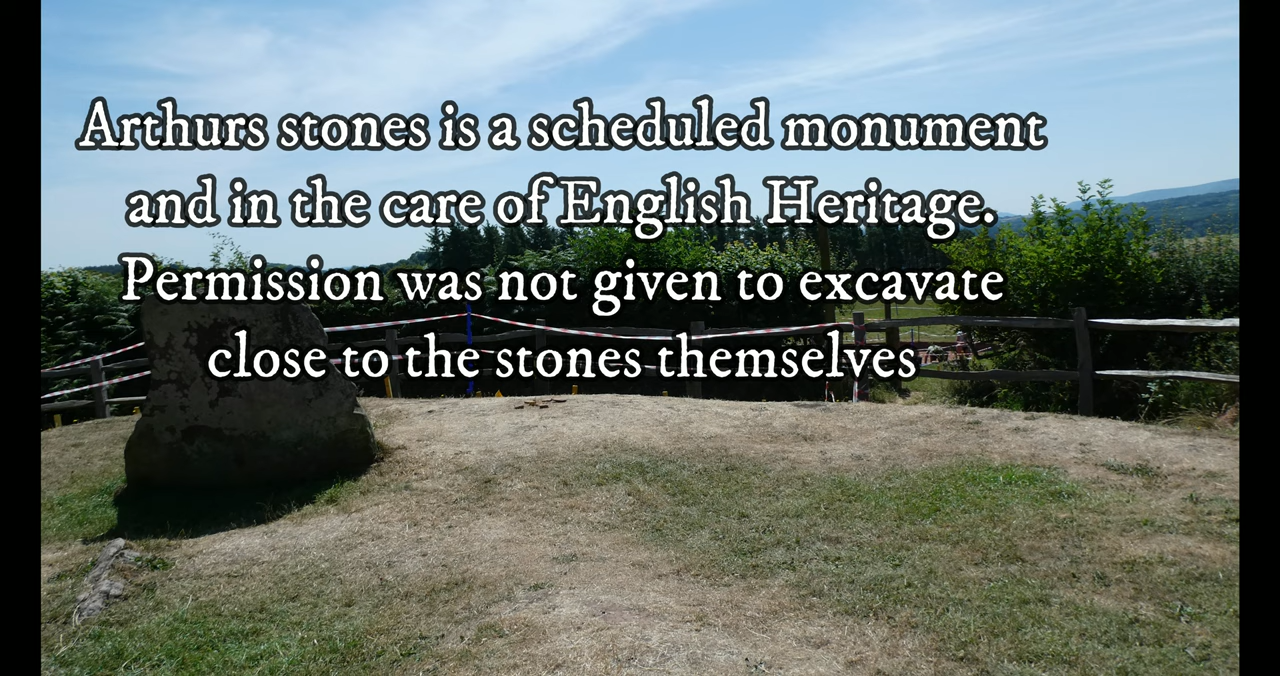 Arthurs stones is a scheduled monument
and in the care of English Heritage.
Permission was not given to excavate
close to the stones themselves